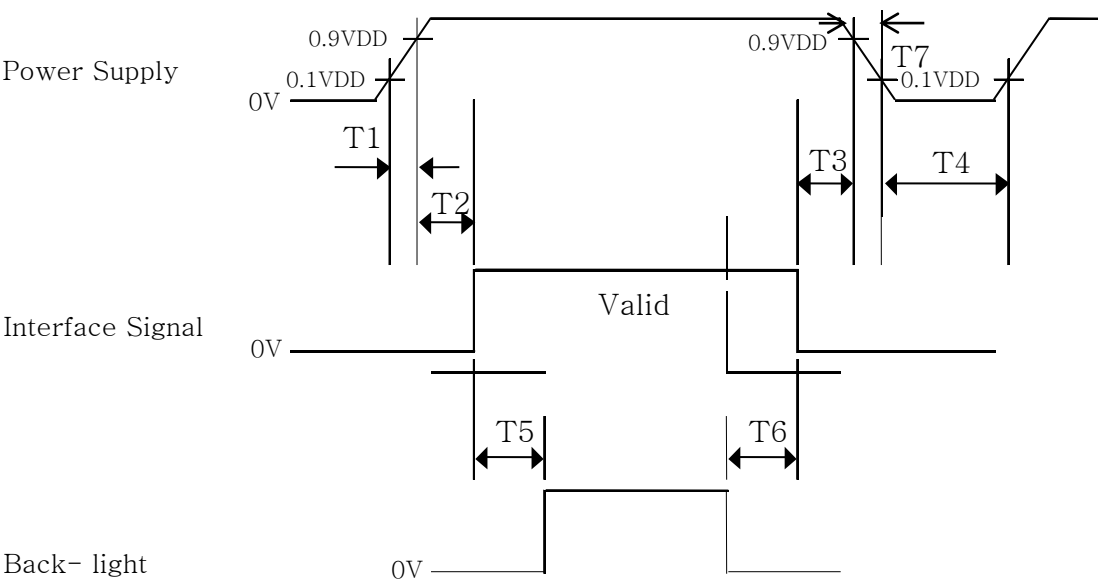 0.9VDD
0.9VDD
Power Supply
T7
0.1VDD
0.1VDD
0V
T1
T3
T4
T2
Valid
Interface Signal
0V
T5
T6
Back- light
0V